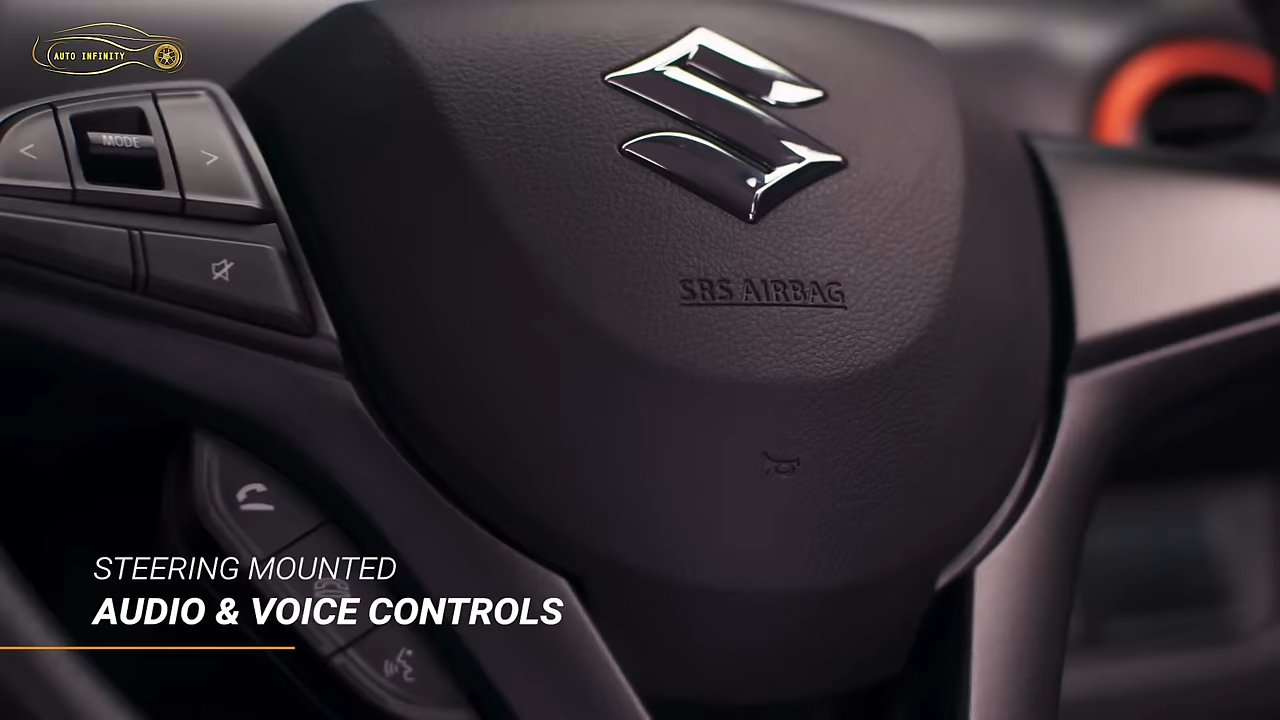 AUTO INFINITY
< MODE >
SRS AIRBAG
STEERING MOUNTED
AUDIO & VOICE CONTROLS